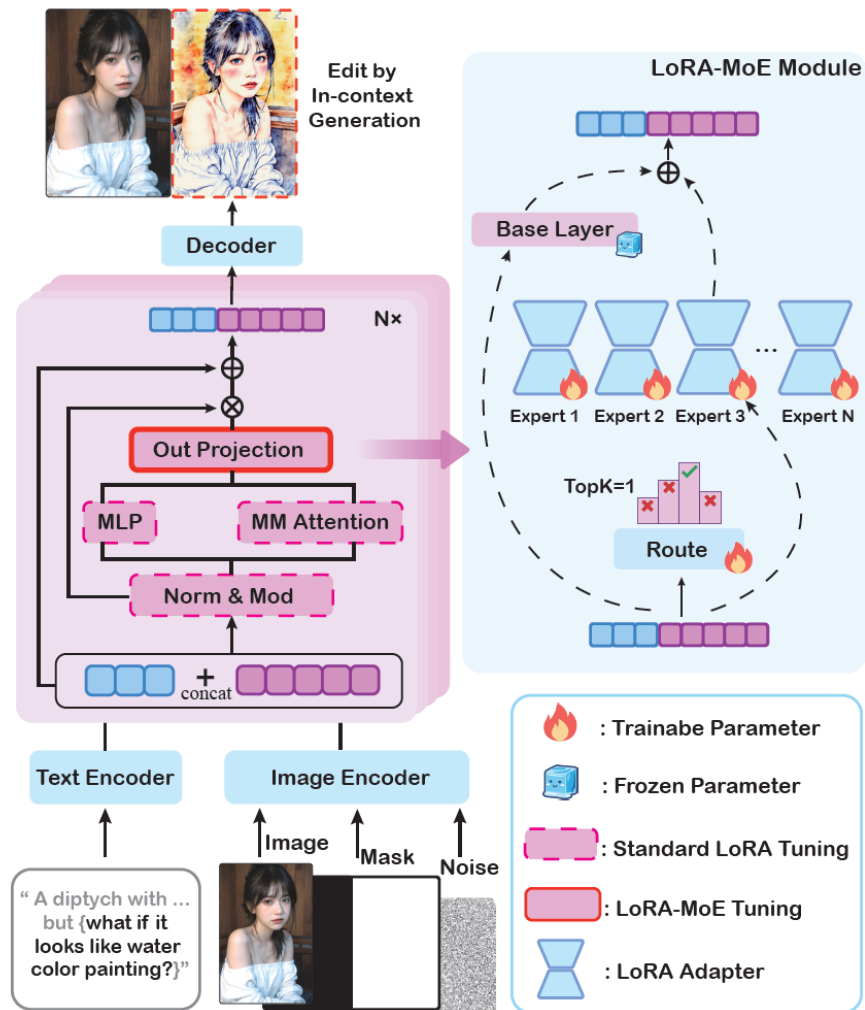 Edit by
In-context
Generation
Decoder
N×
Out Projection
MLP
MM Attention
Norm & Mod
+
concat
Text Encoder
Image Encoder
Image
Mask
Noise
“ A diptych with ...
but {what if it
looks like water
color painting?}”
LoRA-MoE Module
Base Layer
...
Expert 1
Expert 2
Expert 3
Expert N
TopK=1
Route
: Trainabe Parameter
: Frozen Parameter
: Standard LoRA Tuning
: LoRA-MoE Tuning
: LoRA Adapter